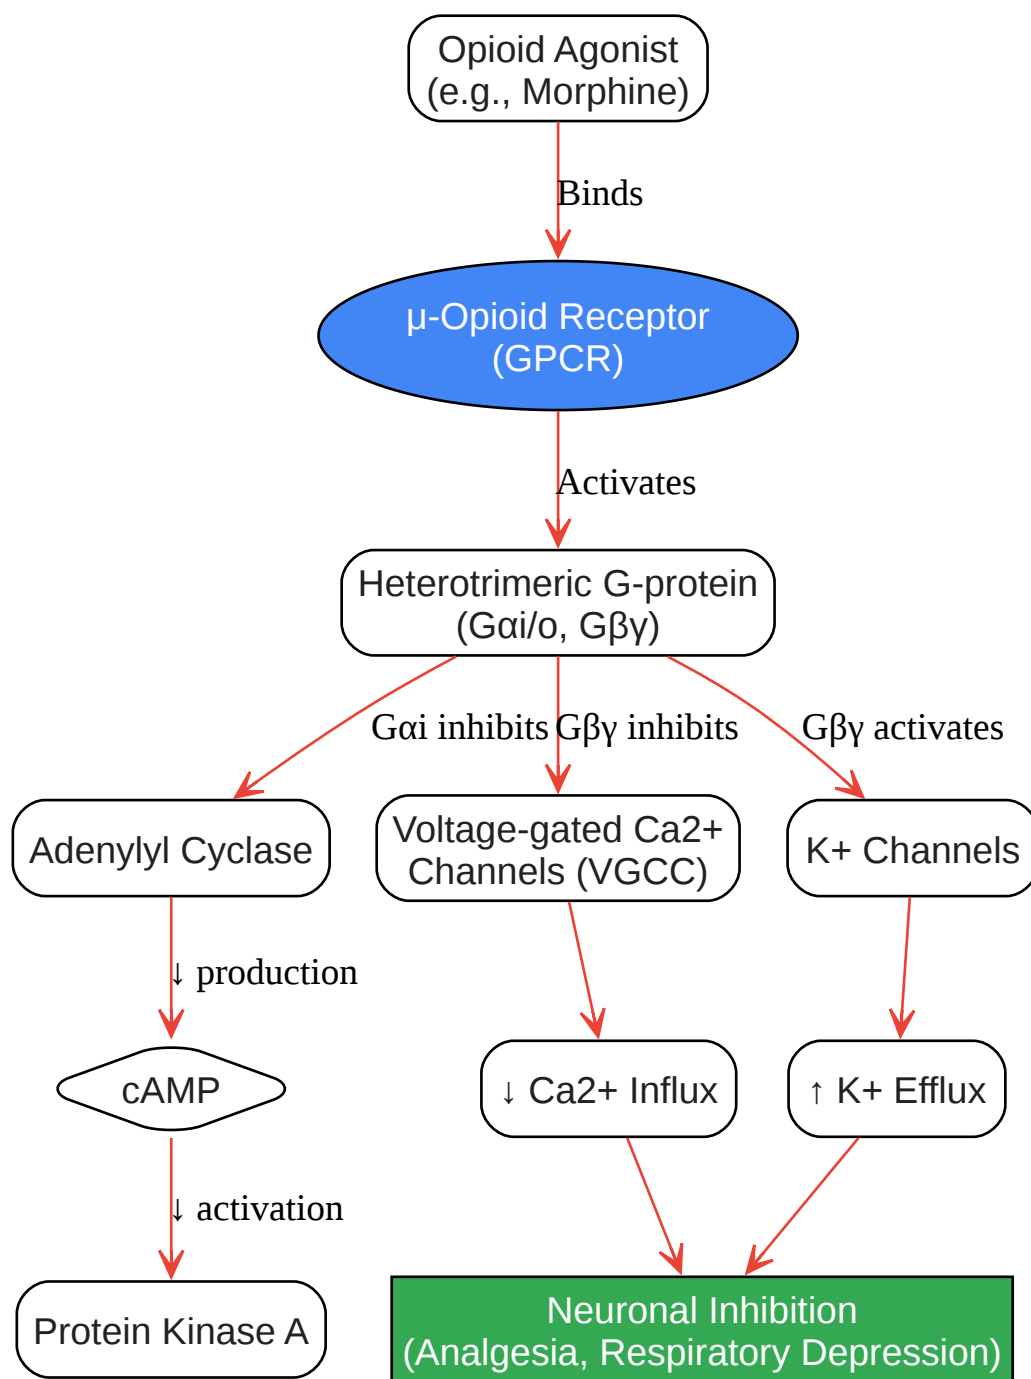 Opioid Agonist
(e.g., Morphine)
Binds
μ-Opioid Receptor
(GPCR)
Activates
Heterotrimeric G-protein
(Gαi/o, Gβγ)
Gαi inhibits
Gβγ inhibits
Gβγ activates
Adenylyl Cyclase
Voltage-gated Ca2+
Channels (VGCC)
K+ Channels
↓ production
cAMP
↓ Ca2+ Influx
↑ K+ Efflux
↓ activation
Protein Kinase A
Neuronal Inhibition
(Analgesia, Respiratory Depression)